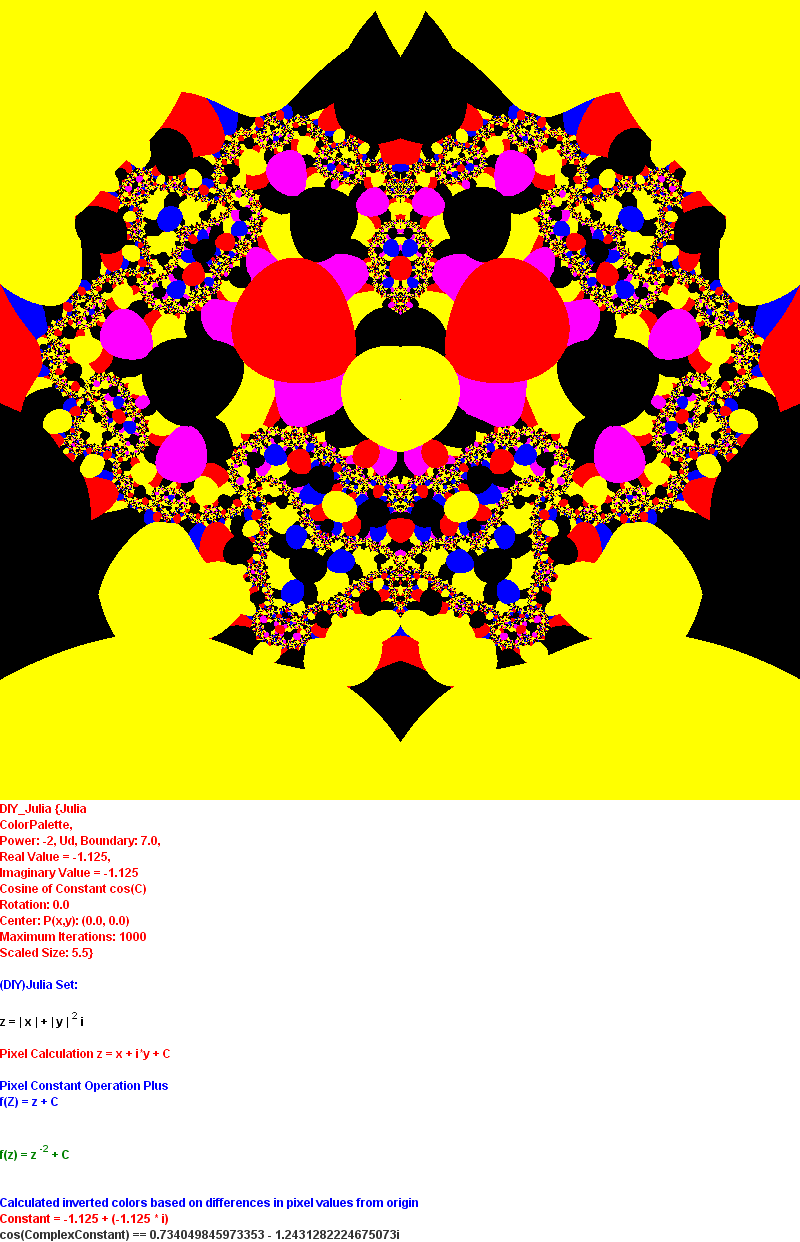 DIY_Julia {Julia
ColorPalette,
Power: -2, Ud, Boundary: 7.0,
Real Value = -1.125,
Imaginary Value = -1.125
Cosine of Constant cos(C)
Rotation: 0.0
Center: P(x,y): (0.0, 0.0)
Maximum Iterations: 1000
Scaled Size: 5.5}
(DIY)Julia Set:
z = | x | + | y | 2 i
Pixel Calculation z = x + i*y + C
Pixel Constant Operation Plus
f(Z) = z + C
f(z) = z -2 + C
Calculated inverted colors based on differences in pixel values from origin
Constant = -1.125 + (-1.125 * i)
cos(ComplexConstant) == 0.734049845973353 - 1.2431282224675073i